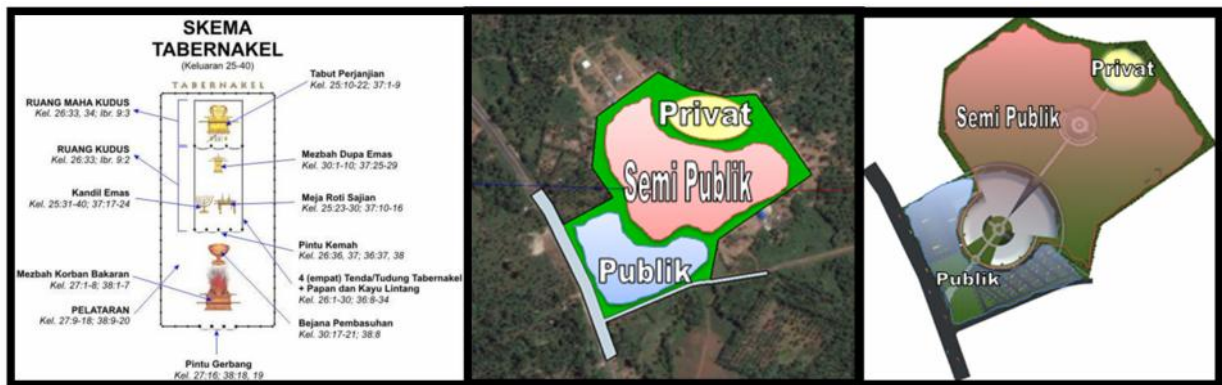 SKEMA
TABERNAKEL
(Keluaran 25-40)
TABERNAKEL
Tabut Perjanjian
Kel. 25:10-22; 37:1-9
RUANG MAHA KUDUS
Kel. 26:33, 34; Ibr. 9:3
RUANG KUDUS
Kel. 26:33; Ibr. 9:2
Mezbah Dupa Emas
Kel. 30:1-10; 37:25-29
Kandil Emas
Kel. 25:31-40; 37:17-24
Meja Roti Sajian
Kel. 25:23-30; 37:10-16
Pintu Kemah
Kel. 26:36, 37; 36:37, 38
Mezbah Korban Bakaran
Kel. 27:1-8; 38:1-7
4 (empat) Tenda/Tudung Tabernakel
+ Papan dan Kayu Lintang
Kel. 26:1-30; 36:8-34
PELATARAN
Kel. 27:9-18; 38:9-20
Bejana Pembasuhan
Kel. 30:17-21; 38:8
Pintu Gerbang
Kel. 27:16; 38:18, 19
Privat
Semi Publik
Publik
Privat
Semi Publik
Publik